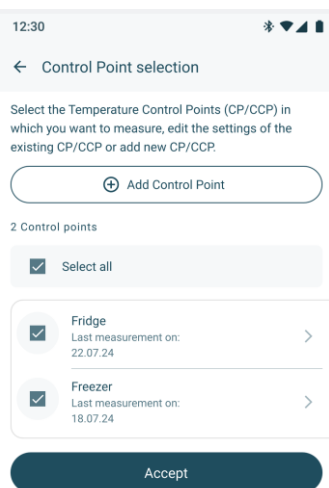 12:30
Control Point selection
Select the Temperature Control Points (CP/CCP) in
which you want to measure, edit the settings of the
existing CP/CCP or add new CP/CCP.
Add Control Point
2 Control points
Select all
Fridge
Last measurement on:
22.07.24
Freezer
Last measurement on:
18.07.24
Accept